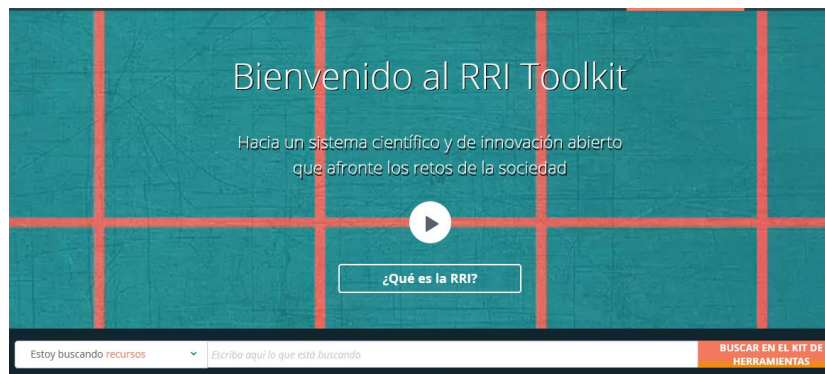 Bienvenido al RRI Toolkit
Hacia un sistema científico y de innovación abierto
que afronte los retos de la sociedad
¿Qué es la RRI?
Estoy buscando recursos
Escriba aquí lo que está buscando
BUSCAR EN EL KIT DE
HERRAMIENTAS